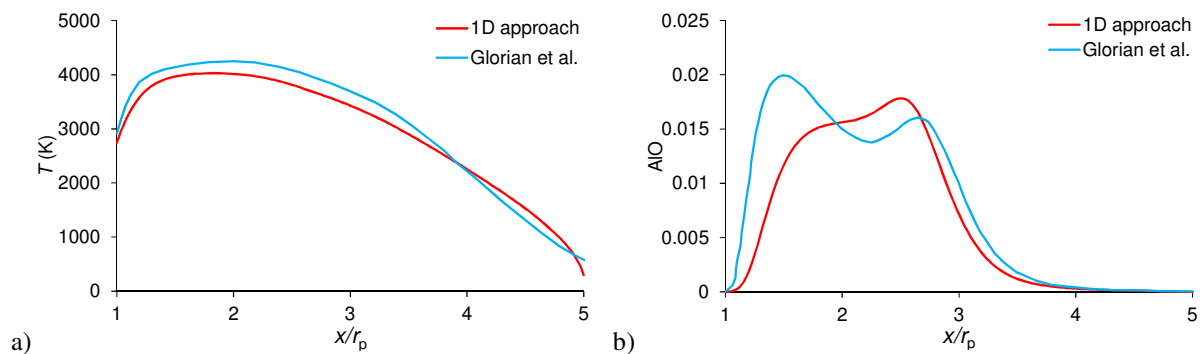 5000
4000
3000
2000
1000
0
T (K)
1 2 3 4 5
x/rp
1D approach
Glorian et al.
a)
0.025
0.02
0.015
0.01
0.005
0
AlO
1 2 3 4 5
x/rp
1D approach
Glorian et al.
b)